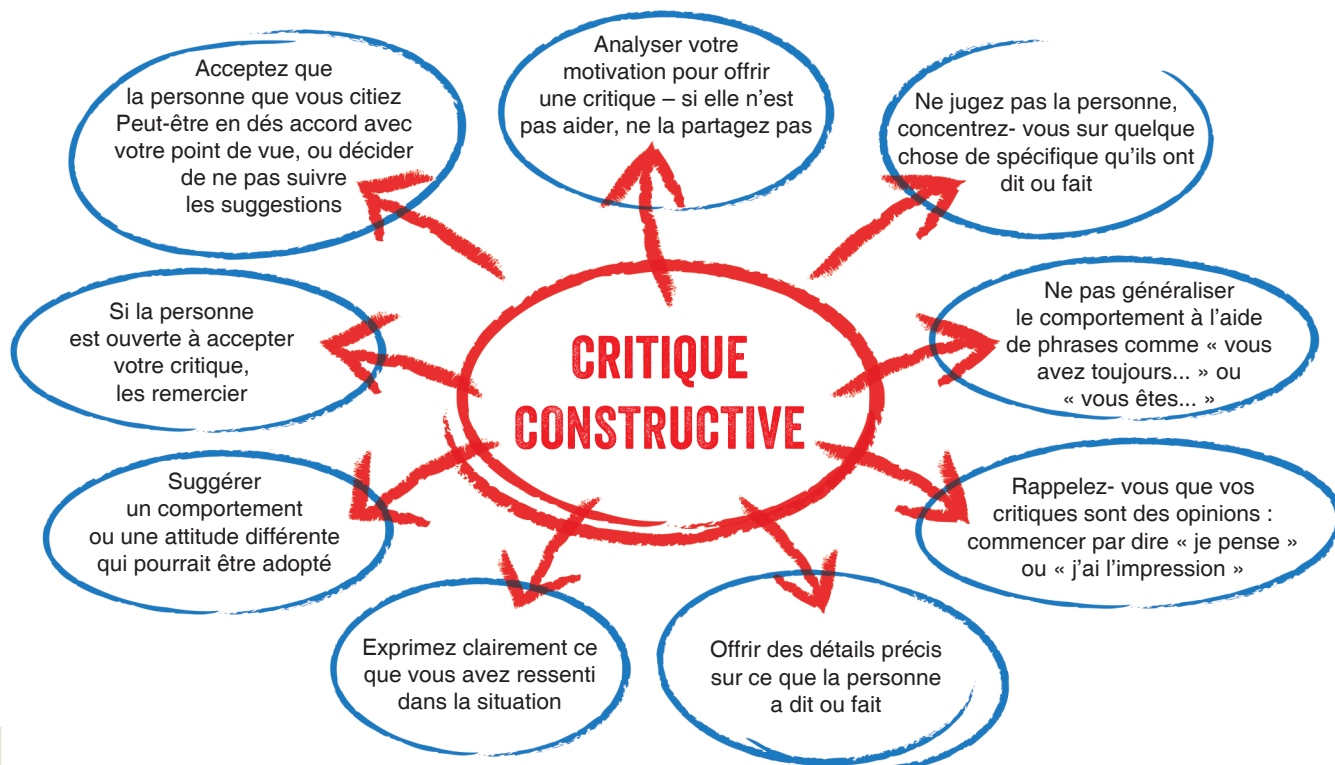 Acceptez que
la personne que vous citiez
Peut-être en dés accord avec
votre point de vue, ou décider
de ne pas suivre
les suggestions
Analyser votre
motivation pour offrir
une critique – si elle n'est
pas aider, ne la partagez pas
Ne jugez pas la personne,
concentrez- vous sur quelque
chose de spécifique qu'ils ont
dit ou fait
Si la personne
est ouverte à accepter
votre critique,
les remercier
CRITIQUE
CONSTRUCTIVE
Ne pas généraliser
le comportement à l'aide
de phrases comme « vous
avez toujours... » ou
« vous êtes... »
Suggérer
un comportement
ou une attitude différente
qui pourrait être adopté
Rappelez- vous que vos
critiques sont des opinions :
commencer par dire « je pense »
ou « j'ai l'impression »
Exprimez clairement ce
que vous avez ressenti
dans la situation
Offrir des détails précis
sur ce que la personne
a dit ou fait